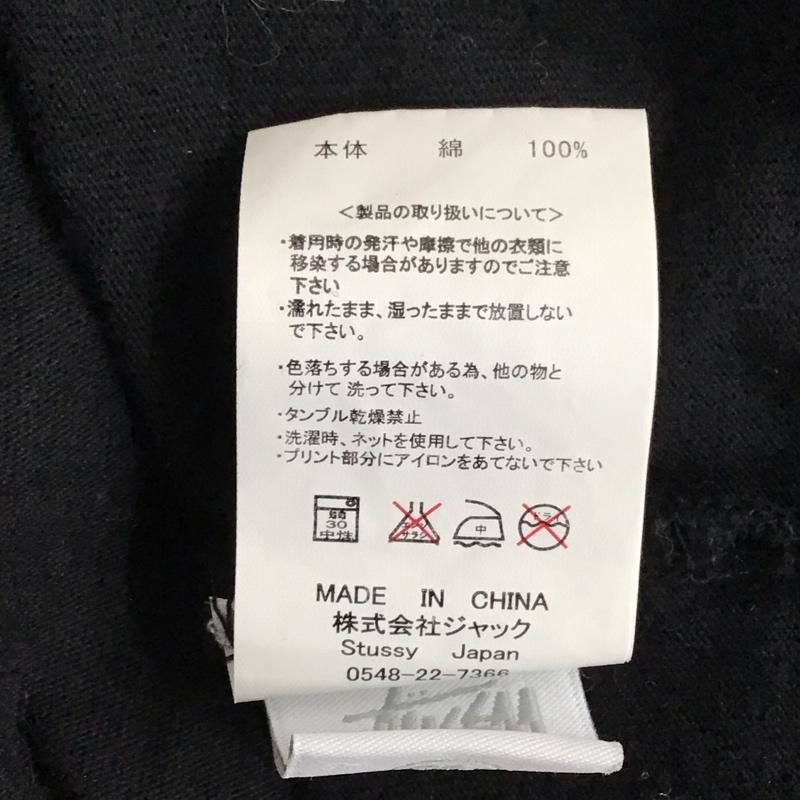 本体 綿 100%
<製品の取り扱いについて>
・着用時の発汗や摩擦で他の衣類に
移染する場合がありますのでご注意
下さい
・濡れたまま、湿ったままで放置しない
で下さい。
・色落ちする場合がある為、他の物と
分けて 洗って下さい。
・タンブル乾燥禁止
・洗濯時、ネットを使用して下さい。
・プリント部分にアイロンをあてないで下さい
30 中 ドライ
中性
MADE IN CHINA
株式会社ジャック
Stussy Japan
0548-22-7366